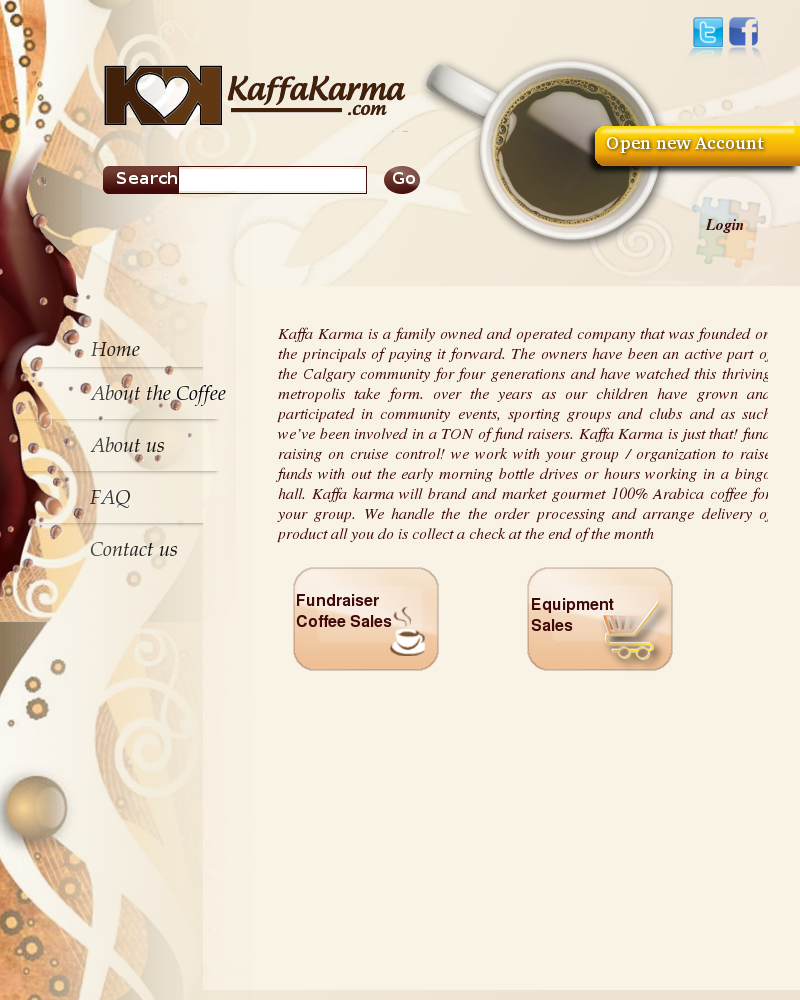 KaffaKarma
.com
Open new Account
Search
Go
Login
Home
About the Coffee
About us
FAQ
Contact us
Kaffa Karma is a family owned and operated company that was founded on
the principals of paying it forward. The owners have been an active part of
the Calgary community for four generations and have watched this thriving
metropolis take form. over the years as our children have grown and
participated in community events, sporting groups and clubs and as such
we've been involved in a TON of fund raisers. Kaffa Karma is just that! fund
raising on cruise control! we work with your group / organization to raise
funds with out the early morning bottle drives or hours working in a bingo
hall. Kaffa karma will brand and market gourmet 100% Arabica coffee for
your group. We handle the the order processing and arrange delivery of
product all you do is collect a check at the end of the month
Fundraiser
Coffee Sales
Equipment
Sales